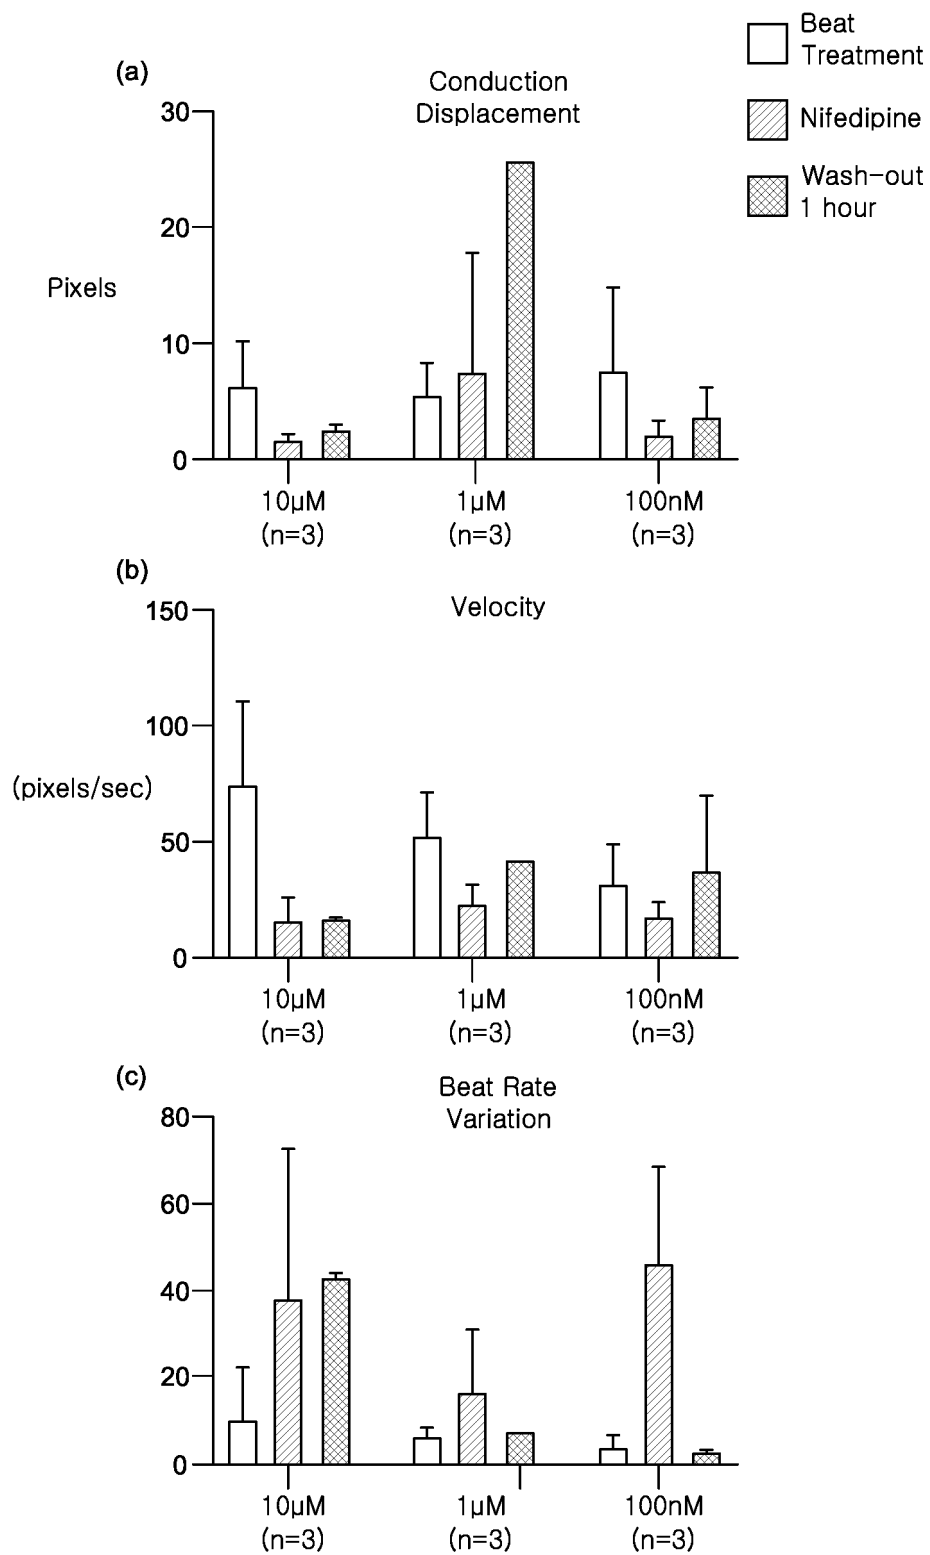 Beat
Treatment
Nifedipine
Wash-out
1 hour
(a)
Conduction
Displacement
30
20
Pixels
10
0
10μM
1μM
100nM
(n=3)
(n=3)
(n=3)
(b)
Velocity
150
100
(pixels/sec)
50
0
10μM
1μM
100nM
(n=3)
(n=3)
(n=3)
(c)
Beat Rate
Variation
80
60
40
20
0
10μM
1μM
100nM
(n=3)
(n=3)
(n=3)